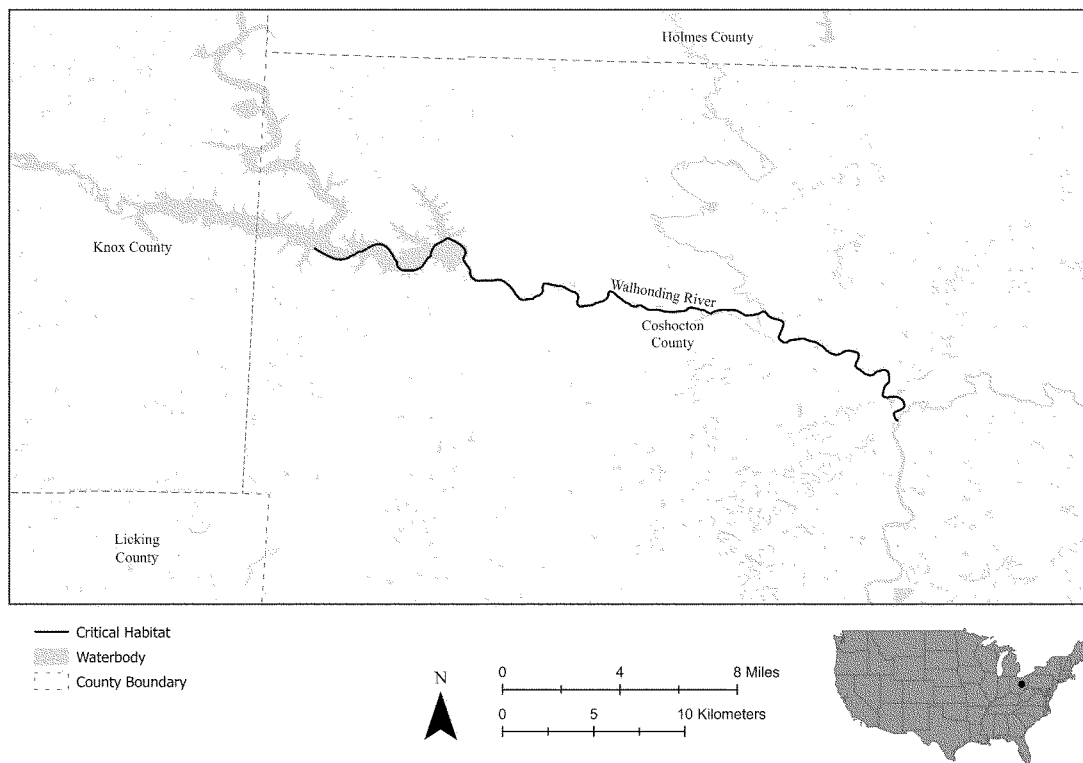 Holmes County
Knox County
Walhonding River
Coshocton
County
Licking
County
Critical Habitat
Waterbody
County Boundary
N
0 4 8 Miles
0 5 10 Kilometers